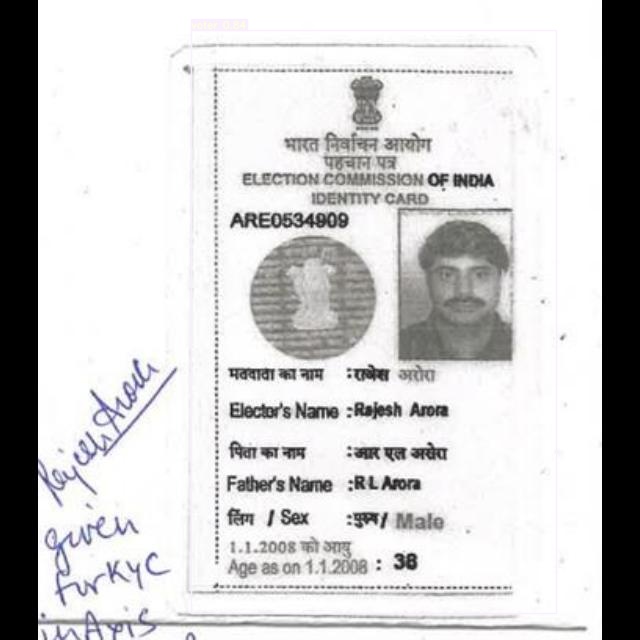 भारत निर्वाचन आयोग
पहचान पत्र
ELECTION COMMISSION OF INDIA
IDENTITY CARD
ARE0534909
मतदाता का नाम : राजेश अरोरा
Elector's Name : Rajesh Arora
पिता का नाम : आर एल अरोरा
Father's Name : R L Arora
लिंग / Sex : पुरुष / Male
1.1.2008 को आयु
Age as on 1.1.2008 : 38
Rajesh Arora
given
for KYC
in Axis